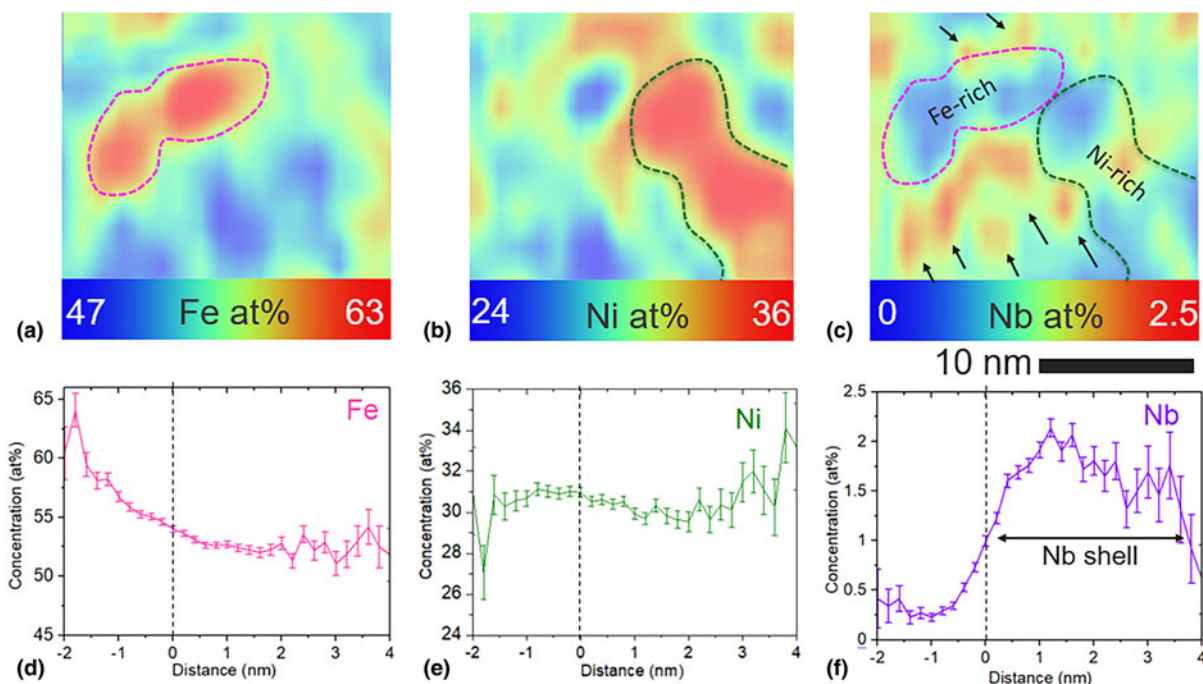 Fe-rich
Ni-rich
47 Fe at% 63
24 Ni at% 36
0 Nb at% 2.5
(a)
(b)
(c)
10 nm
Fe
65
60
55
50
45
Concentration (at%)
-2 -1 0 1 2 3 4
Distance (nm)
(d)
Ni
36
34
32
30
28
26
24
Concentration (at%)
-2 -1 0 1 2 3 4
Distance (nm)
(e)
Nb
2.5
2
1.5
1
0.5
0
Concentration (at%)
Nb shell
-2 -1 0 1 2 3 4
Distance (nm)
(f)